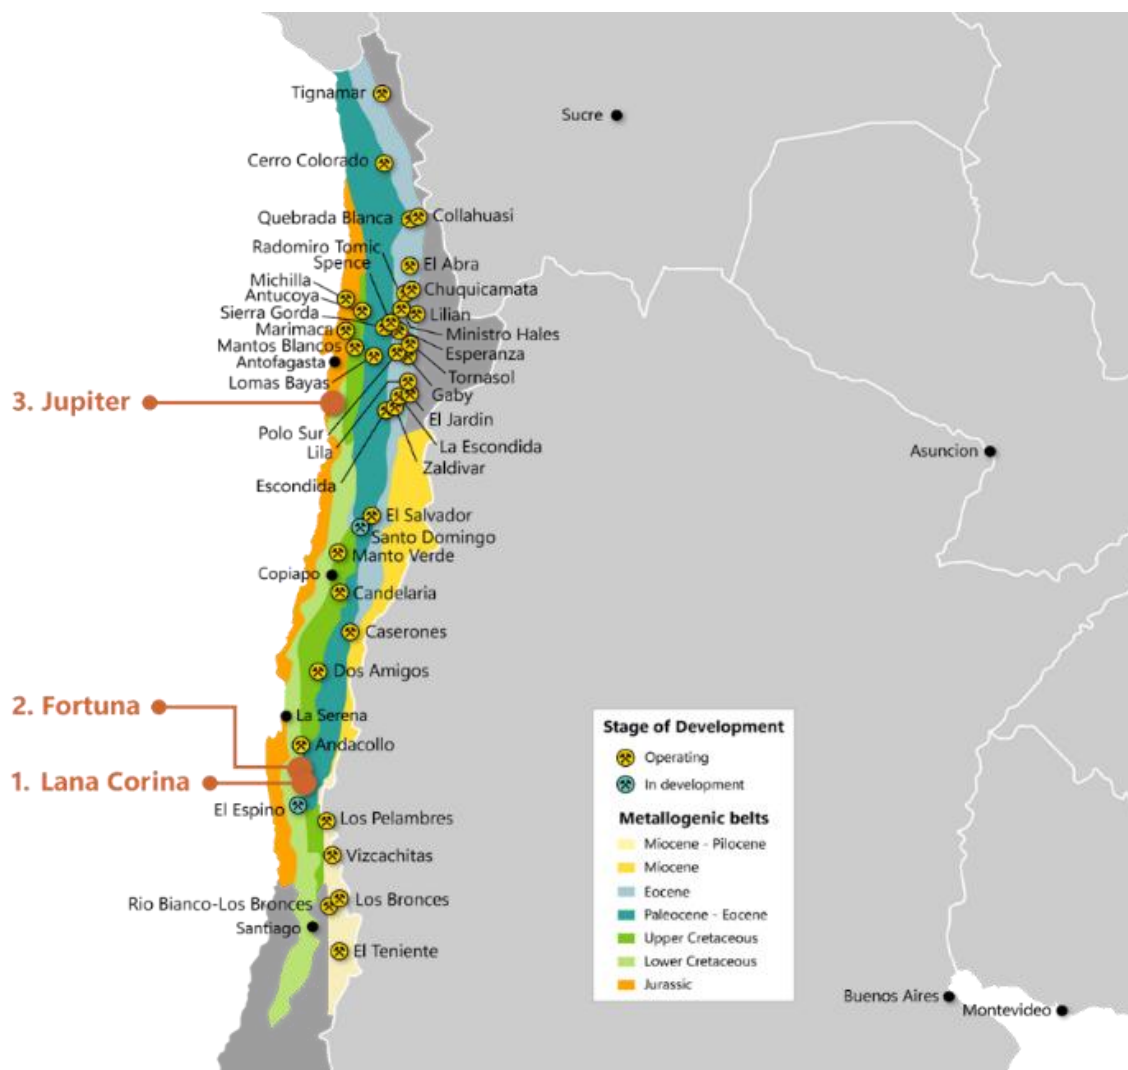 Tignamar
Sucre
Cerro Colorado
Quebrada Blanca
Collahuasi
Radomiro Tomic
Spence
El Abra
Michilla
Chuquicamata
Antucoya
Sierra Gorda
Lilian
Marimaca
Ministro Hales
Mantos Blancos
Esperanza
Antofagasta
Tornasol
Lomas Bayas
Gaby
3. Jupiter
El Jardin
Polo Sur
La Escondida
Lila
Zaldivar
Asuncion
Escondida
El Salvador
Santo Domingo
Manto Verde
Copiapo
Candelaria
Caserones
Dos Amigos
2. Fortuna
La Serena
Andacollo
1. Lana Corina
El Espino
Los Pelambres
Vizcachitas
Rio Bianco-Los Bronces
Los Bronces
Santiago
El Teniente
Stage of Development
Operating
In development
Metallogenic belts
Miocene - Pilocene
Miocene
Eocene
Paleocene - Eocene
Upper Cretaceous
Lower Cretaceous
Jurassic
Buenos Aires
Montevideo